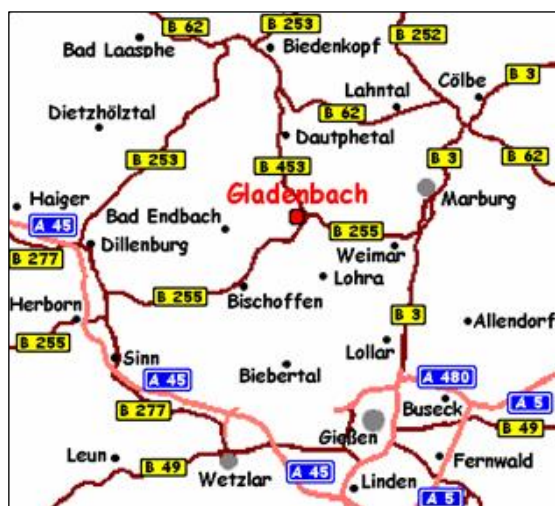 B 62
B 253
B 252
Bad Laasphe
Biedenkopf
B 3
Lahntal
Cölbe
B 62
Dietzhölztal
Dautphetal
B 253
B 453
B 3
B 62
Haiger
Gladenbach
Marburg
A 45
Bad Endbach
B 255
Dillenburg
Weimar
B 277
Lohra
B 255
Bischoffen
Herborn
B 3
Allendorf
B 255
Sinn
Lollar
A 45
Biebertal
A 480
B 277
Buseck
A 5
Gießen
B 49
Leun
B 49
Wetzlar
A 45
Fernwald
Linden
A 5